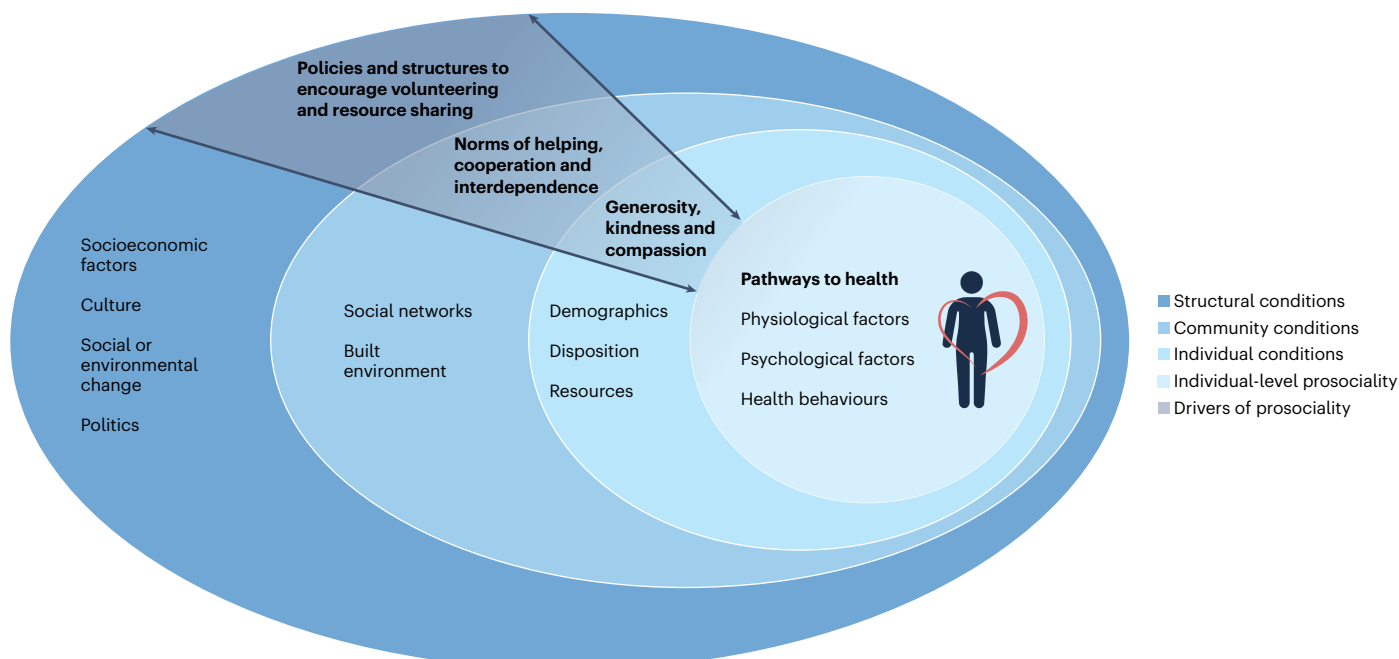 Policies and structures to
encourage volunteering
and resource sharing
Norms of helping,
cooperation and
interdependence
Generosity,
kindness and
compassion
Socioeconomic
factors
Culture
Social or
environmental
change
Politics
Social networks
Built
environment
Demographics
Disposition
Resources
Pathways to health
Physiological factors
Psychological factors
Health behaviours
Structural conditions
Community conditions
Individual conditions
Individual-level prosociality
Drivers of prosociality